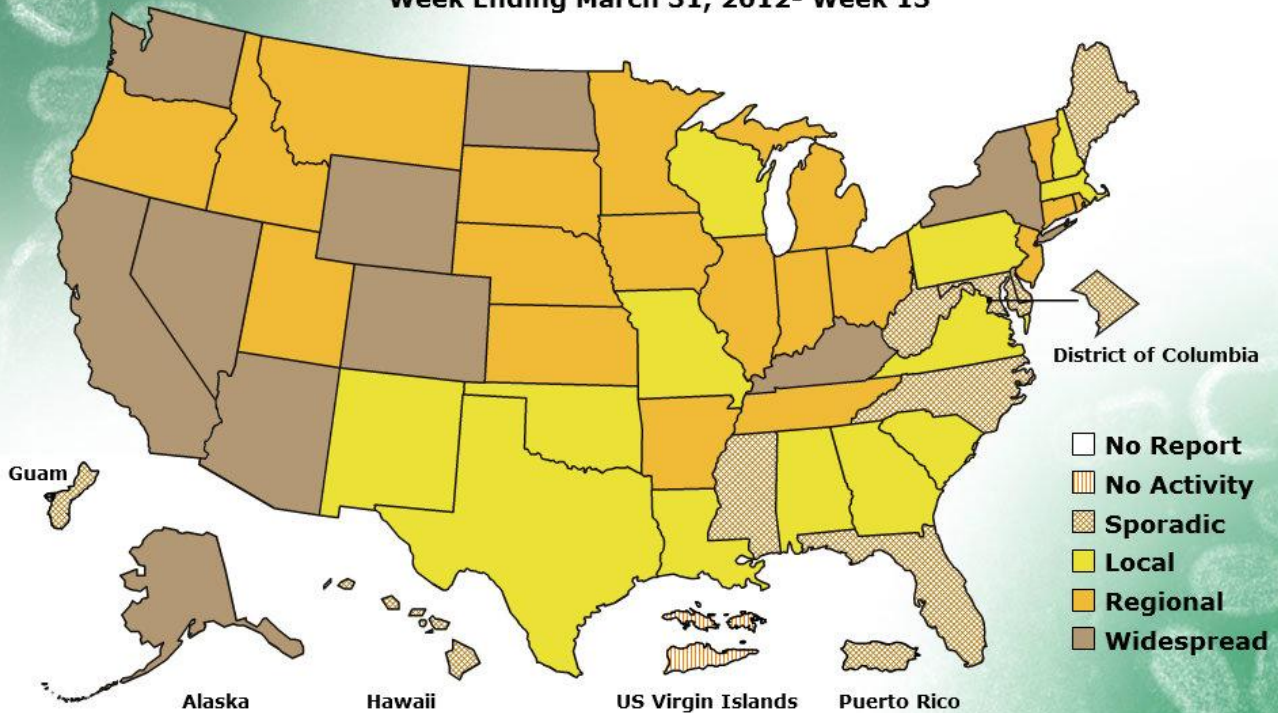 Week Ending March 31, 2012- Week 13
District of Columbia
Guam
No Report
No Activity
Sporadic
Local
Regional
Widespread
Alaska
Hawaii
US Virgin Islands
Puerto Rico